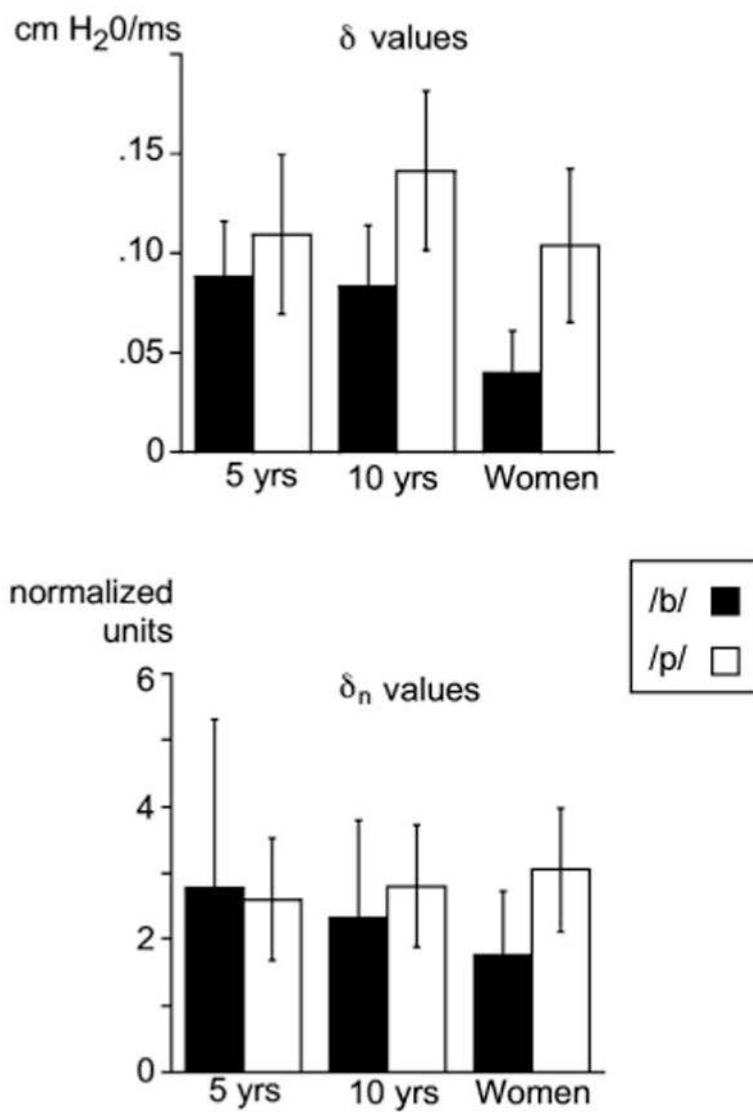 cm H₂0/ms
δ values
.15
.10
.05
0
5 yrs 10 yrs Women
normalized
units
/b/
/p/
6
δₙ values
4
2
0
5 yrs 10 yrs Women